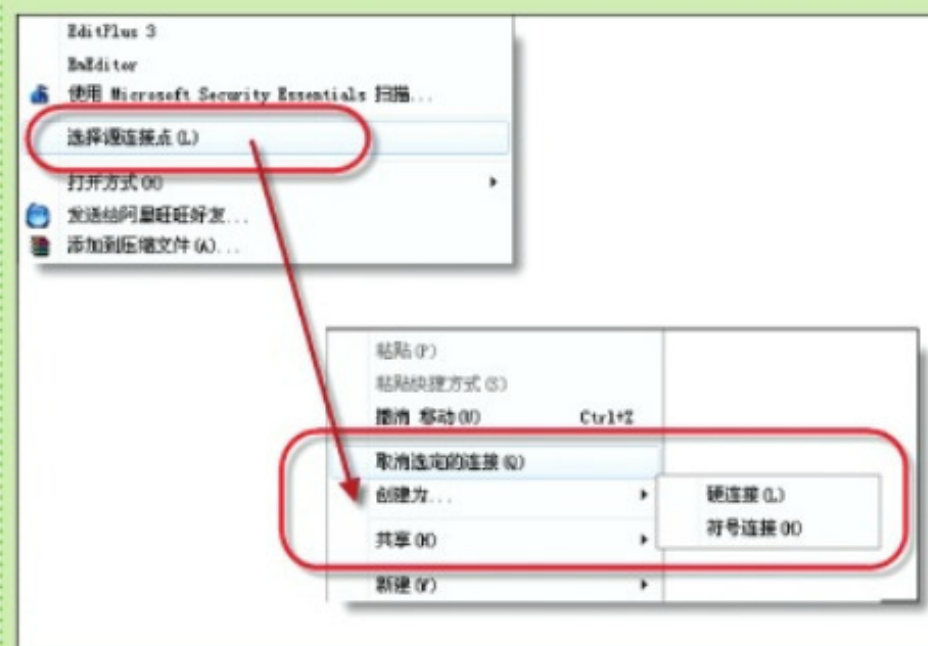 EditPlus 3
EmEditor
使用 Microsoft Security Essentials 扫描...
选择源连接点(L)
打开方式(H)
发送给阿里旺旺好友...
添加到压缩文件(A)...
粘贴(P)
粘贴快捷方式(S)
撤消 移动(U) Ctrl+Z
取消选定的连接(Q)
创建为...
硬连接(L)
符号连接(H)
共享(H)
新建(W)